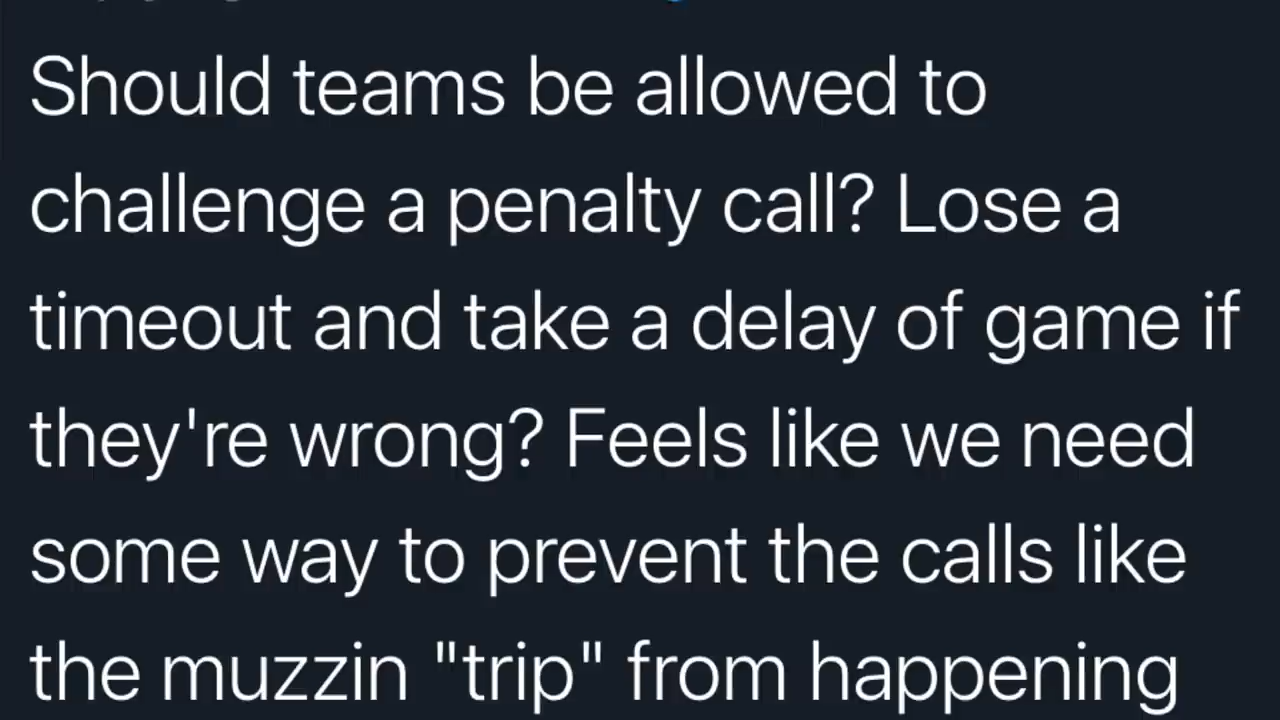 Should teams be allowed to
challenge a penalty call? Lose a
timeout and take a delay of game if
they're wrong? Feels like we need
some way to prevent the calls like
the muzzin "trip" from happening